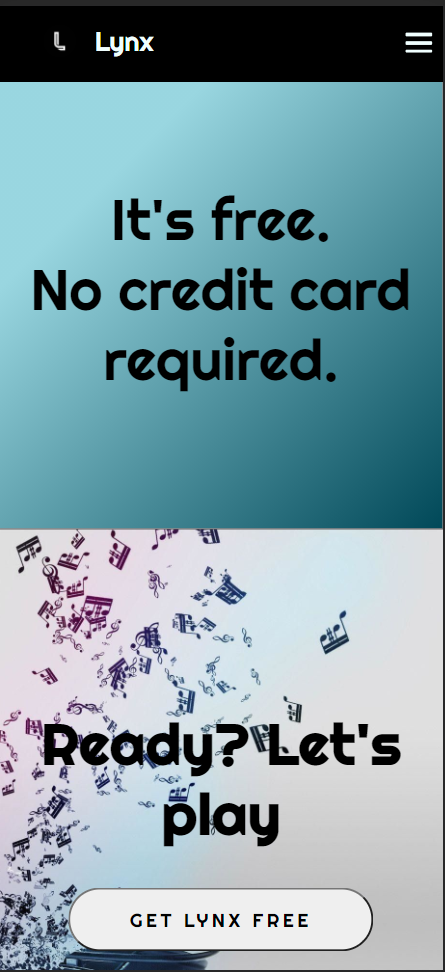 L Lynx
It's free.
No credit card
required.
Ready? Let's
play
GET LYNX FREE